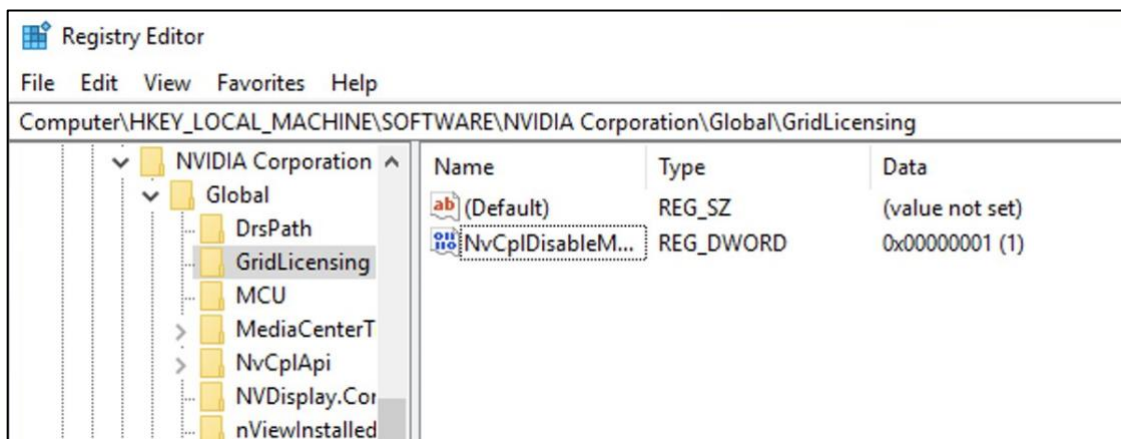 Registry Editor
File Edit View Favorites Help
Computer\HKEY_LOCAL_MACHINE\SOFTWARE\NVIDIA Corporation\Global\GridLicensing
NVIDIA Corporation
Global
DrsPath
GridLicensing
MCU
MediaCenterT
NvCplApi
NVDisplay.Cor
nViewInstalled
Name Type Data
(Default) REG_SZ (value not set)
NvCplDisableM... REG_DWORD 0x00000001 (1)